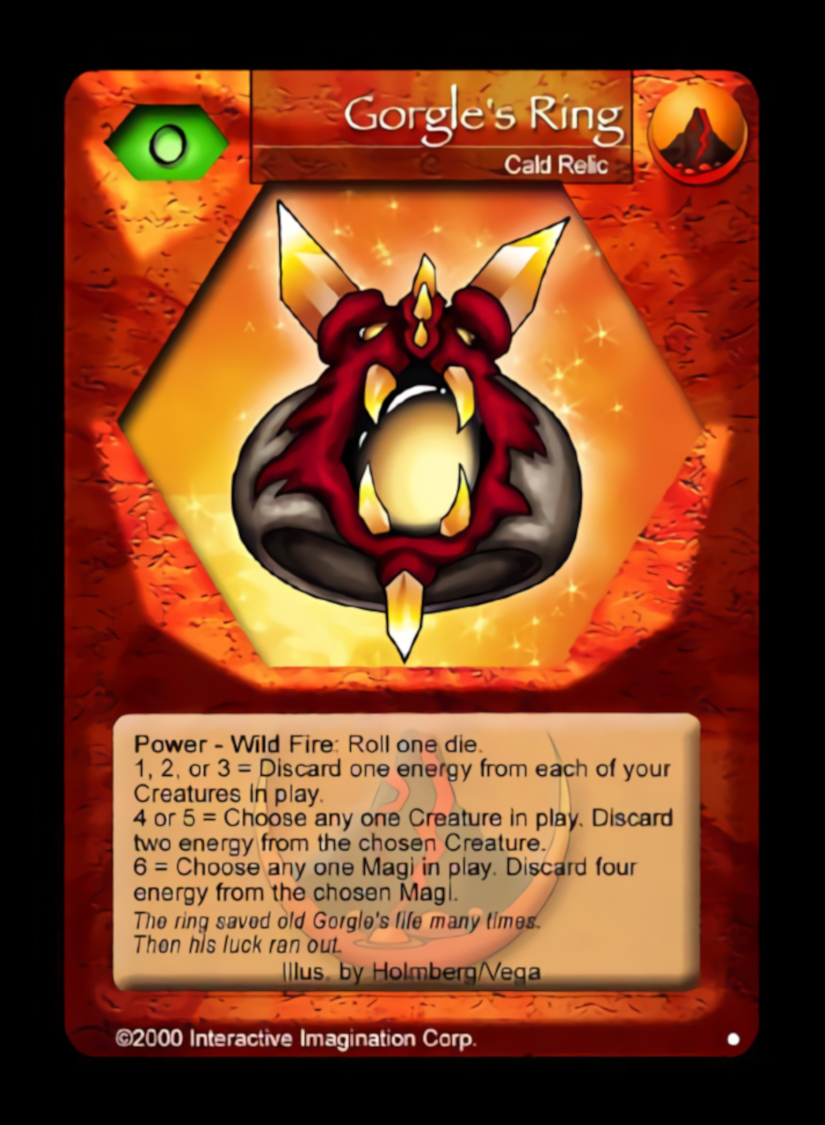 Gorgle's Ring
Cald Relic
Power - Wild Fire: Roll one die.
1, 2, or 3 = Discard one energy from each of your
Creatures in play.
4 or 5 = Choose any one Creature in play. Discard
two energy from the chosen Creature.
6 = Choose any one Magi in play. Discard four
energy from the chosen Magi.
The ring saved old Gorgle's life many times.
Then his luck ran out.
Illus. by Holmberg/Vega
©2000 Interactive Imagination Corp.